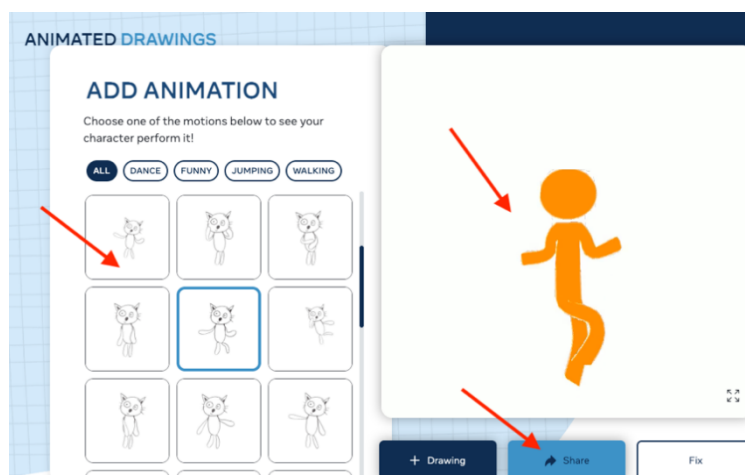 ANIMATED DRAWINGS
ADD ANIMATION
Choose one of the motions below to see your
character perform it!
ALL DANCE FUNNY JUMPING WALKING
+ Drawing
Share
Fix